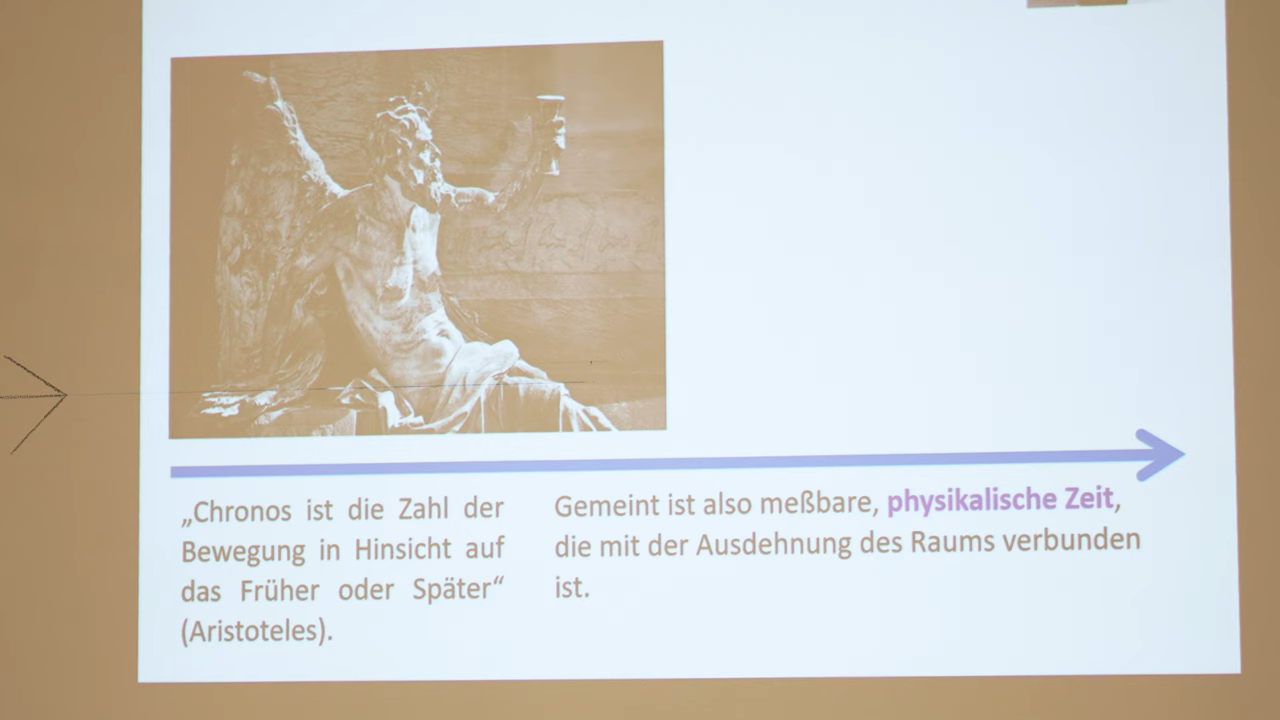 „Chronos ist die Zahl der
Bewegung in Hinsicht auf
das Früher oder Später“
(Aristoteles).
Gemeint ist also meßbare, physikalische Zeit,
die mit der Ausdehnung des Raums verbunden
ist.